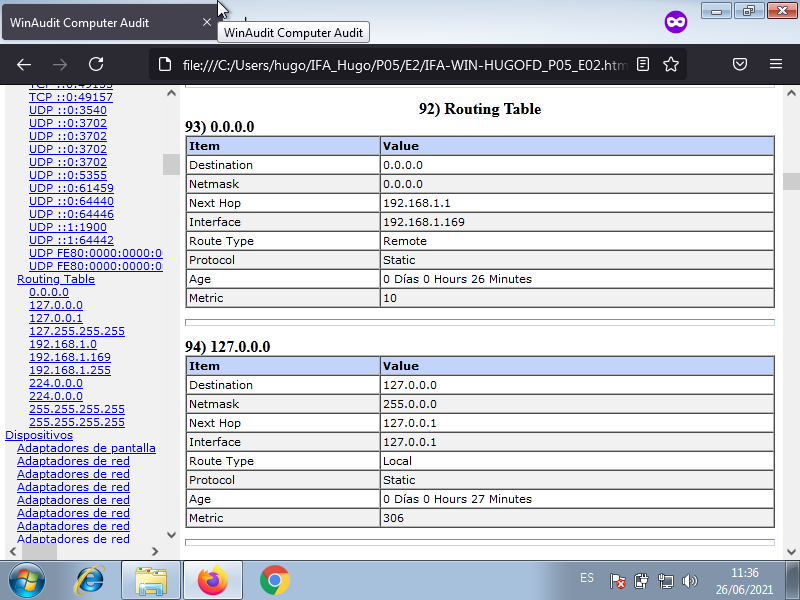 WinAudit Computer Audit
WinAudit Computer Audit
file:///C:/Users/hugo/IFA_Hugo/P05/E2/IFA-WIN-HUGOFD_P05_E02.htm
TCP ::0:49155
TCP ::0:49157
UDP ::0:3540
UDP ::0:3702
UDP ::0:3702
UDP ::0:3702
UDP ::0:3702
UDP ::0:5355
UDP ::0:61459
UDP ::0:64440
UDP ::0:64446
UDP ::1:1900
UDP ::1:64442
UDP FE80:0000:0000:0
UDP FE80:0000:0000:0
Routing Table
0.0.0.0
127.0.0.0
127.0.0.1
127.255.255.255
192.168.1.0
192.168.1.169
192.168.1.255
224.0.0.0
224.0.0.0
255.255.255.255
255.255.255.255
Dispositivos
Adaptadores de pantalla
Adaptadores de red
Adaptadores de red
Adaptadores de red
Adaptadores de red
Adaptadores de red
Adaptadores de red
Adaptadores de red
92) Routing Table
93) 0.0.0.0
Item Value
Destination 0.0.0.0
Netmask 0.0.0.0
Next Hop 192.168.1.1
Interface 192.168.1.169
Route Type Remote
Protocol Static
Age 0 Días 0 Hours 26 Minutes
Metric 10
94) 127.0.0.0
Item Value
Destination 127.0.0.0
Netmask 255.0.0.0
Next Hop 127.0.0.1
Interface 127.0.0.1
Route Type Local
Protocol Static
Age 0 Días 0 Hours 27 Minutes
Metric 306
ES
11:36
26/06/2021